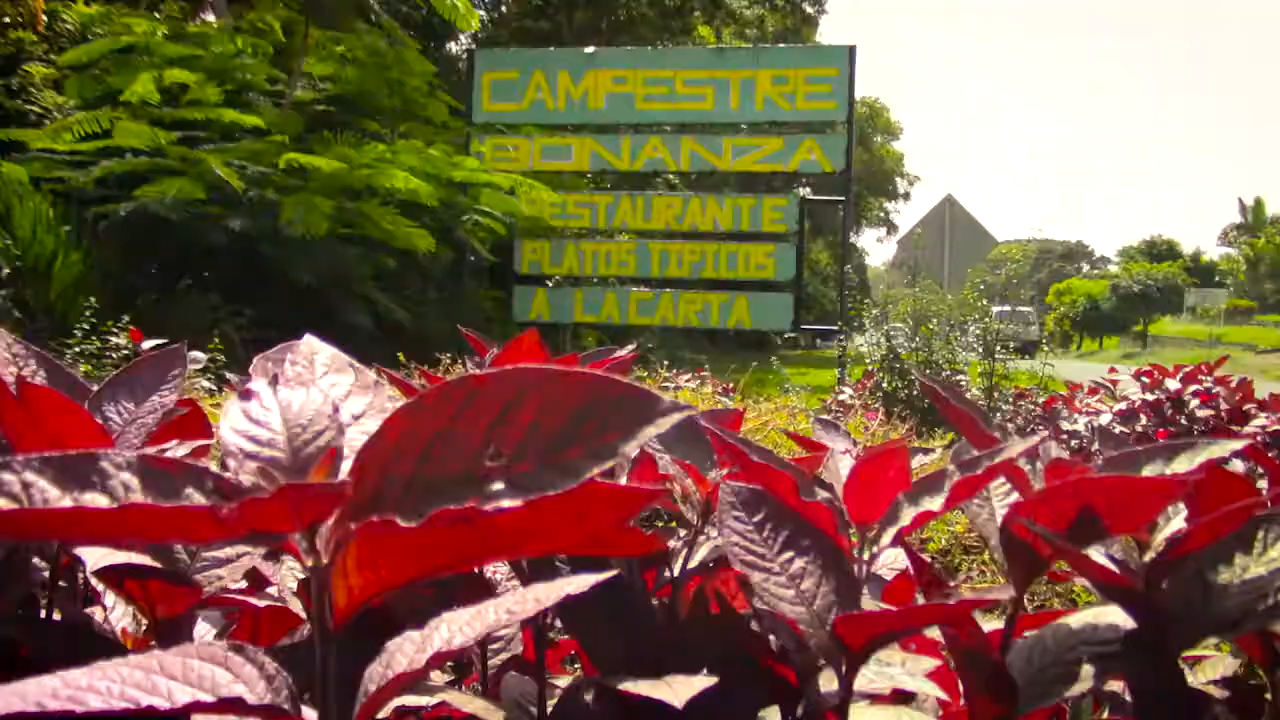 CAMPESTRE
BONANZA
RESTAURANTE
PLATOS TIPICOS
A LA CARTA